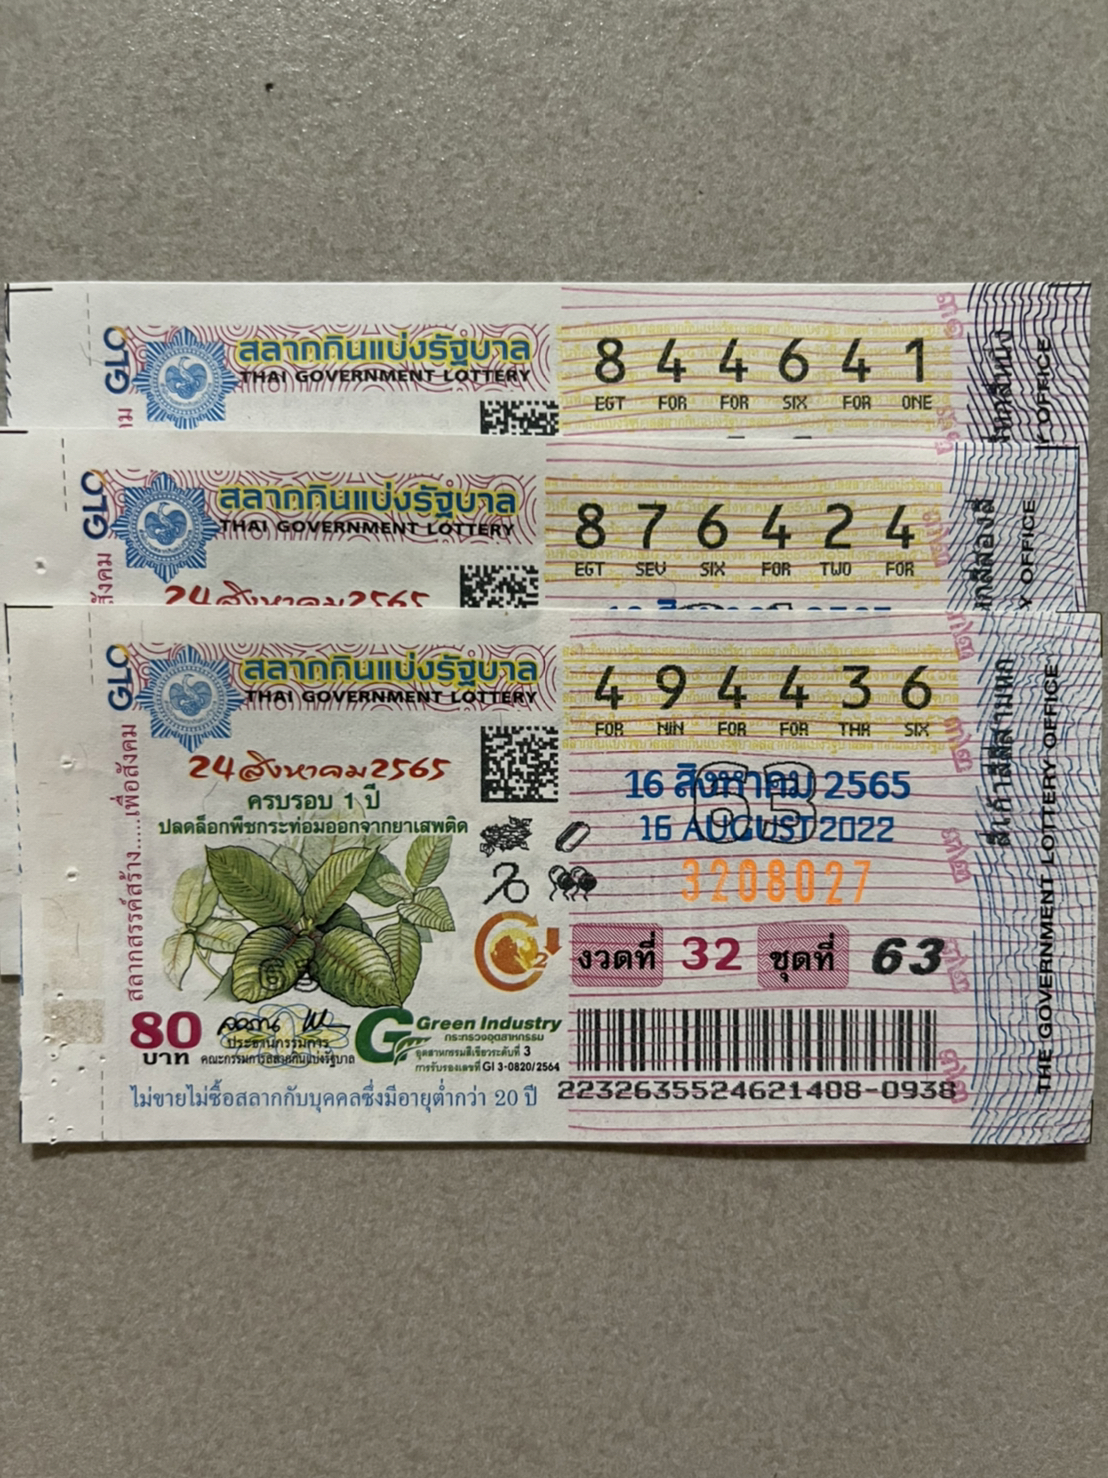 GLO
สลากกินแบ่งรัฐบาล
THAI GOVERNMENT LOTTERY
8 4 4 6 4 1
EGT FOR FOR SIX FOR ONE
OFFICE
GLO
สลากกินแบ่งรัฐบาล
THAI GOVERNMENT LOTTERY
24 สิงหาคม 2565
8 7 6 4 2 4
EGT SEV SIX FOR TWO FOR
สังคม
Y OFFICE
GLO
สลากกินแบ่งรัฐบาล
THAI GOVERNMENT LOTTERY
4 9 4 4 3 6
FOR NIN FOR FOR THR SIX
24 สิงหาคม 2565
ครบรอบ 1 ปี
ปลดล็อกพืชกระท่อมออกจากยาเสพติด
สลากสรรค์สร้าง.....เพื่อสังคม
16 สิงหาคม 2565
16 AUGUST 2022
63
3208027
งวดที่ 32 ชุดที่ 63
80
บาท
ประธานกรรมการ
คณะกรรมการสลากกินแบ่งรัฐบาล
Green Industry
กระทรวงอุตสาหกรรม
อุตสาหกรรมสีเขียวระดับที่ 3
การรับรองเลขที่ GI 3-0820/2564
2232635524621408-0938
ไม่ขายไม่ซื้อสลากกับบุคคลซึ่งมีอายุต่ำกว่า 20 ปี
สี่เก้าสี่สี่สามหก
THE GOVERNMENT LOTTERY OFFICE